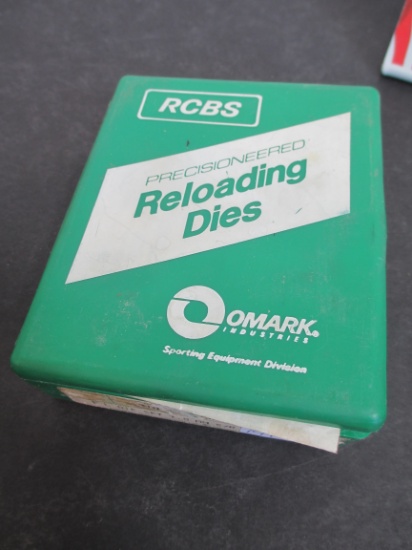 RCBS
PRECISIONEERED
Reloading
Dies
OMARK
INDUSTRIES
Sporting Equipment Division